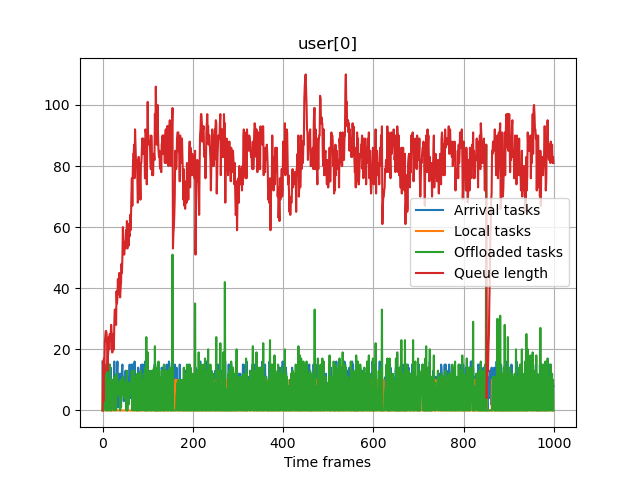 user[0]
100
80
60
40
20
0
Arrival tasks
Local tasks
Offloaded tasks
Queue length
0 200 400 600 800 1000
Time frames